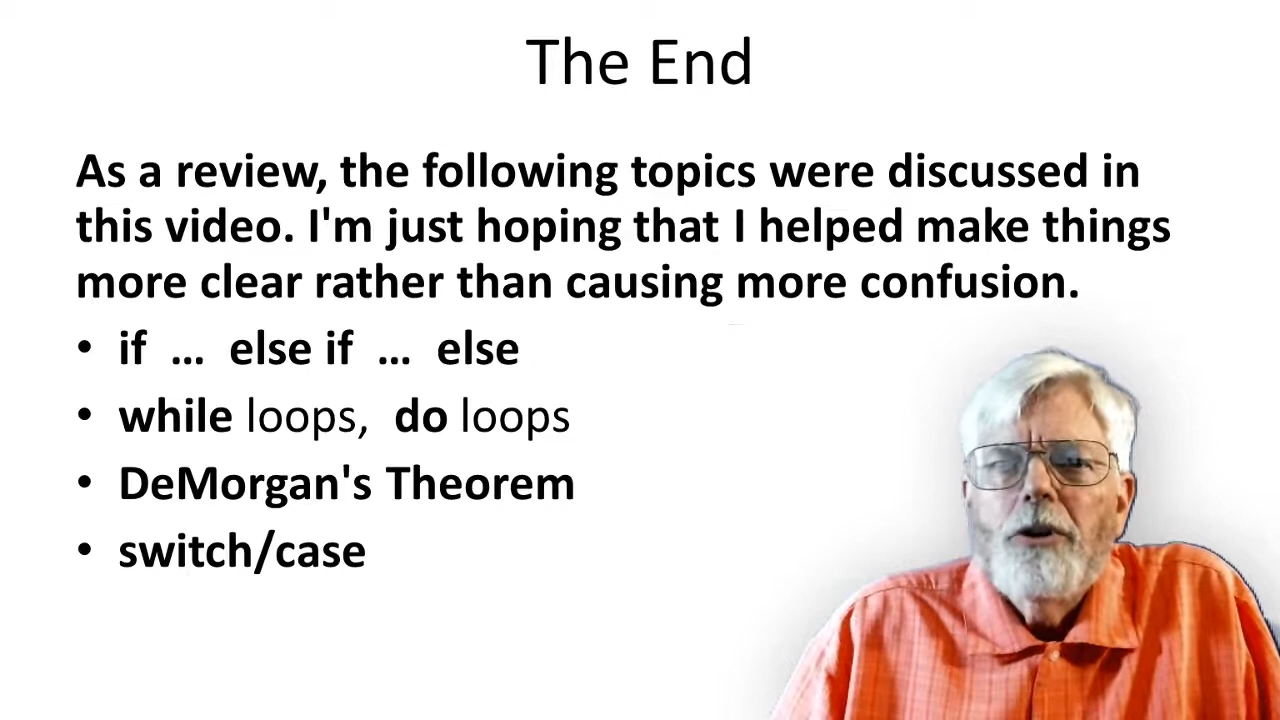 The End
As a review, the following topics were discussed in
this video. I'm just hoping that I helped make things
more clear rather than causing more confusion.
• if … else if … else
• while loops, do loops
• DeMorgan's Theorem
• switch/case